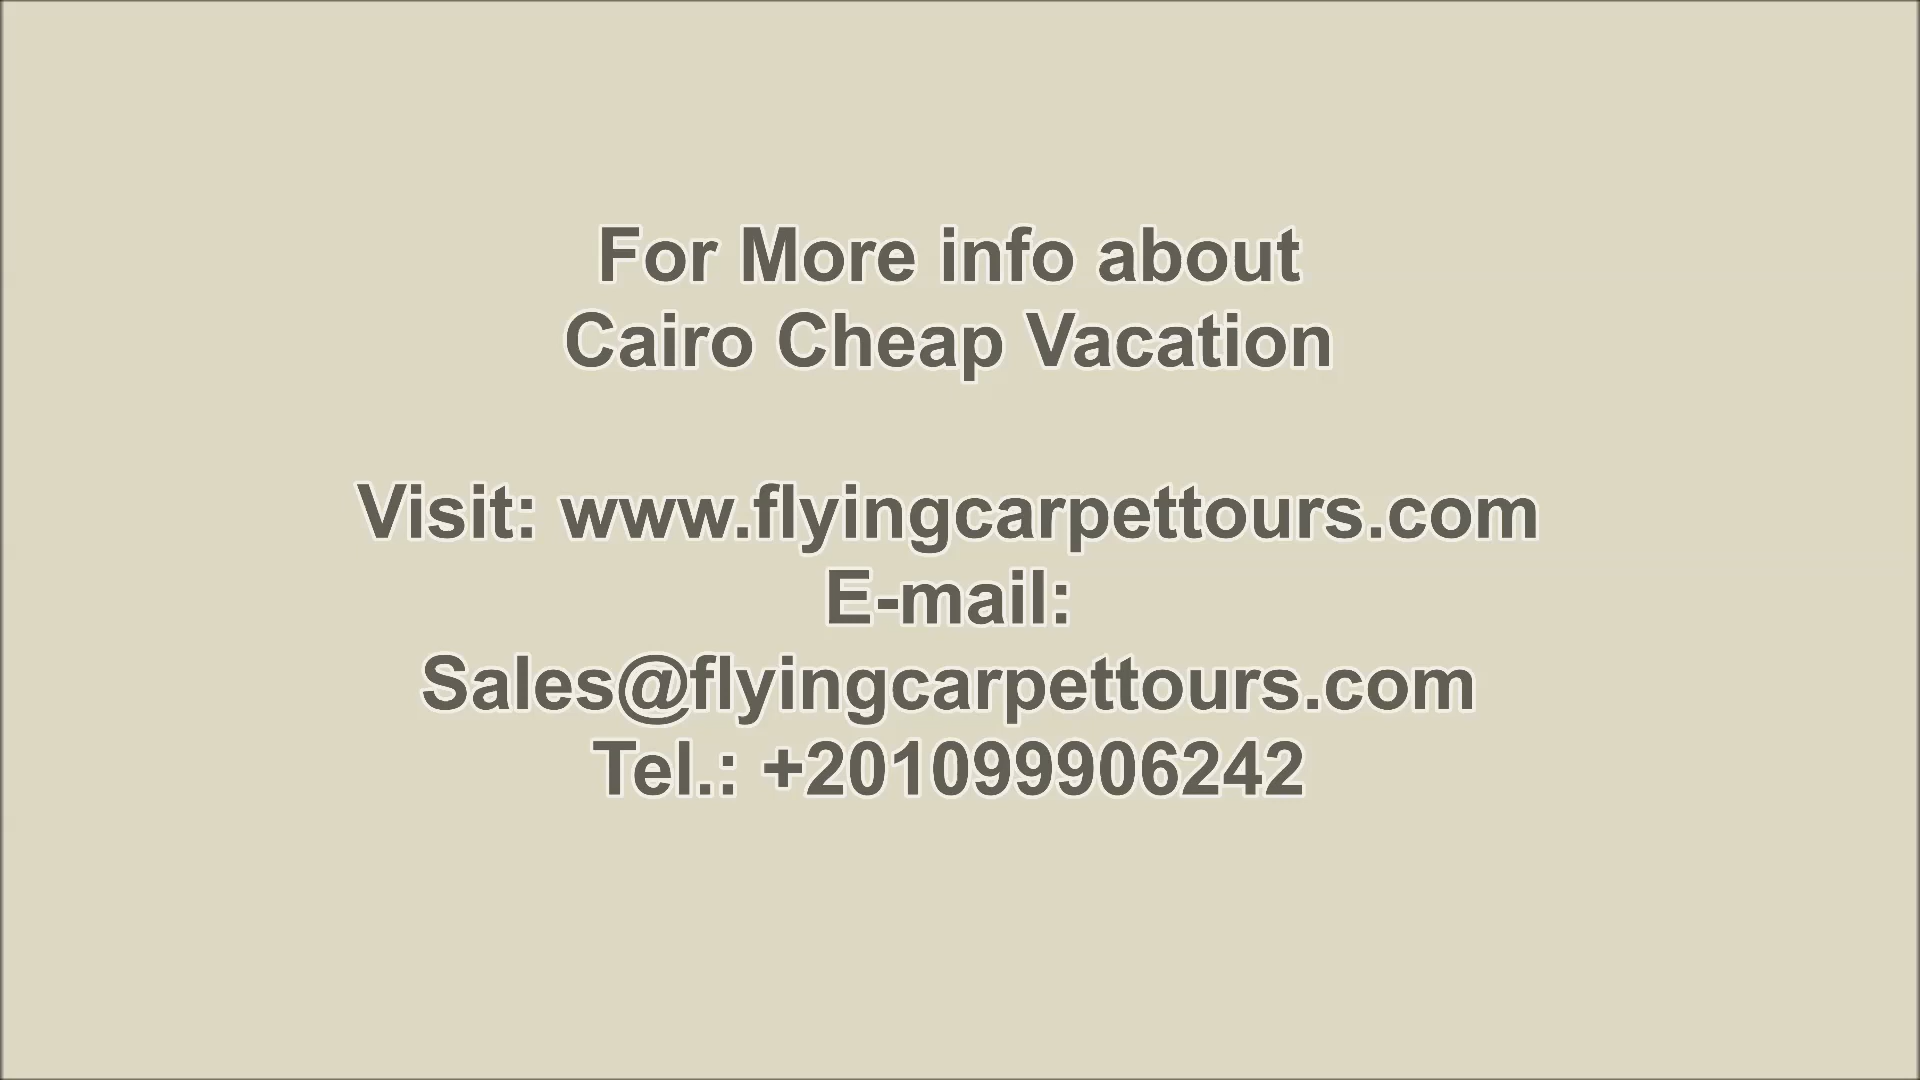 For More info about
Cairo Cheap Vacation
Visit: www.flyingcarpettours.com
E-mail:
Sales@flyingcarpettours.com
Tel.: +201099906242